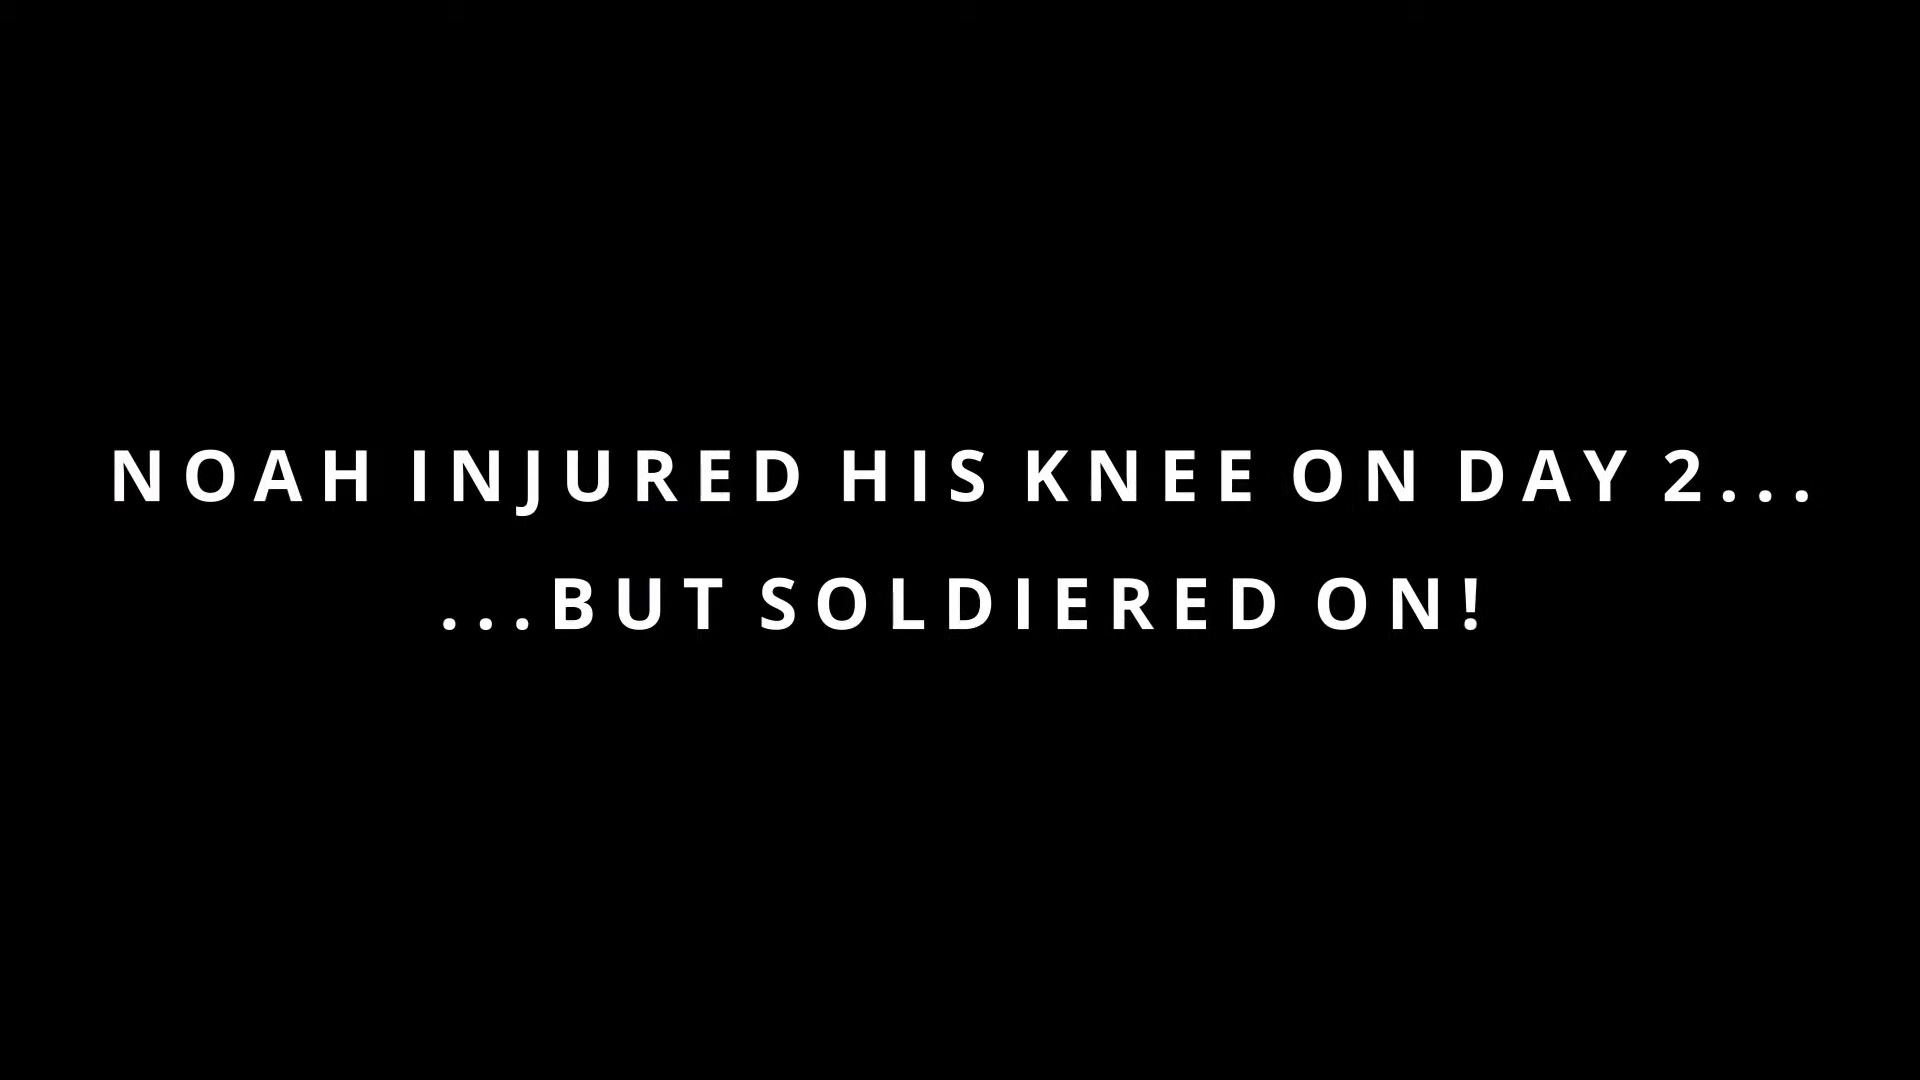 NOAH INJURED HIS KNEE ON DAY 2...
...BUT SOLDIERED ON!